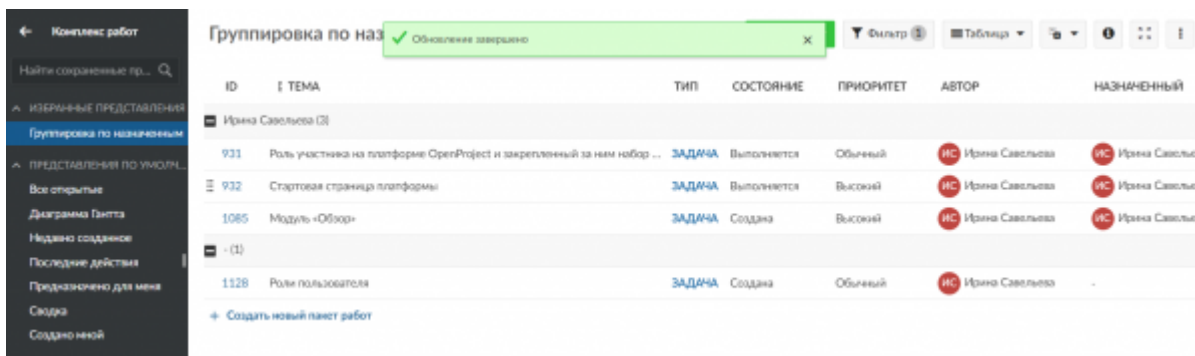 Комплекс работ
Группировка по наз
Обновление завершено
Фильтр 1
Таблица
Найти сохраненные пр...
ID ТЕМА ТИП СОСТОЯНИЕ ПРИОРИТЕТ АВТОР НАЗНАЧЕННЫЙ
ИЗБРАННЫЕ ПРЕДСТАВЛЕНИЯ
Группировка по назначенным
Ирина Савельева (3)
931 Роль участника на платформе OpenProject и закрепленный за ним набор ... ЗАДАЧА Выполняется Обычный ИС Ирина Савельева ИС Ирина Савелье
ПРЕДСТАВЛЕНИЯ ПО УМОЛЧ...
Все открытые
932 Стартовая страница платформы ЗАДАЧА Выполняется Высокий ИС Ирина Савельева ИС Ирина Савелье
Диаграмма Гантта
1085 Модуль «Обзор» ЗАДАЧА Создана Высокий ИС Ирина Савельева ИС Ирина Савелье
Недавно созданное
- (1)
Последние действия
Предназначено для меня
1128 Роли пользователя ЗАДАЧА Создана Обычный ИС Ирина Савельева -
Сводка
+ Создать новый пакет работ
Создано мной